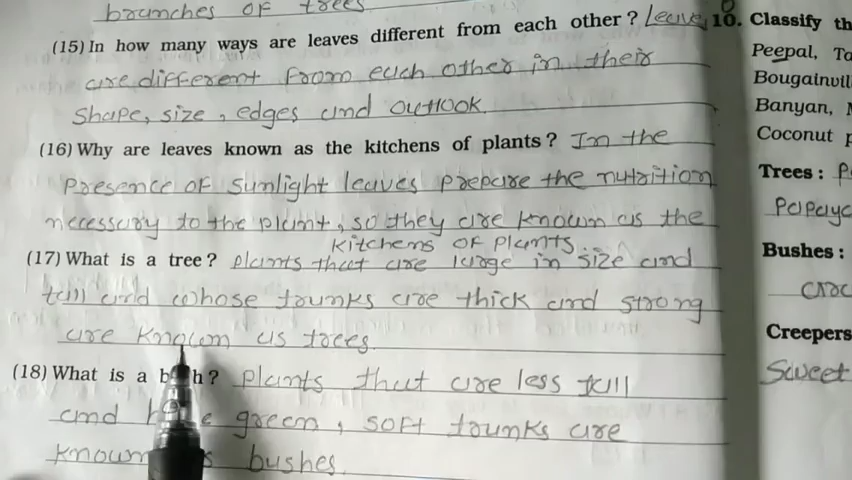 branches of trees
(15) In how many ways are leaves different from each other? Leaves
are different from each other in their
shape, size, edges and outlook
(16) Why are leaves known as the kitchens of plants? In the
presence of sunlight leaves prepare the nutrition
necessary to the plant, so they are known as the
kitchens of plants.
(17) What is a tree? plants that are large in size and
tall and whose trunks are thick and strong
are known as trees
(18) What is a bush? plants that are less tall
and have green, soft trunks are
known as bushes.
10. Classify th
Peepal, To
Bougainvil
Banyan,
Coconut p
Trees: P
Papaya
Bushes:
Creepers
Sweet